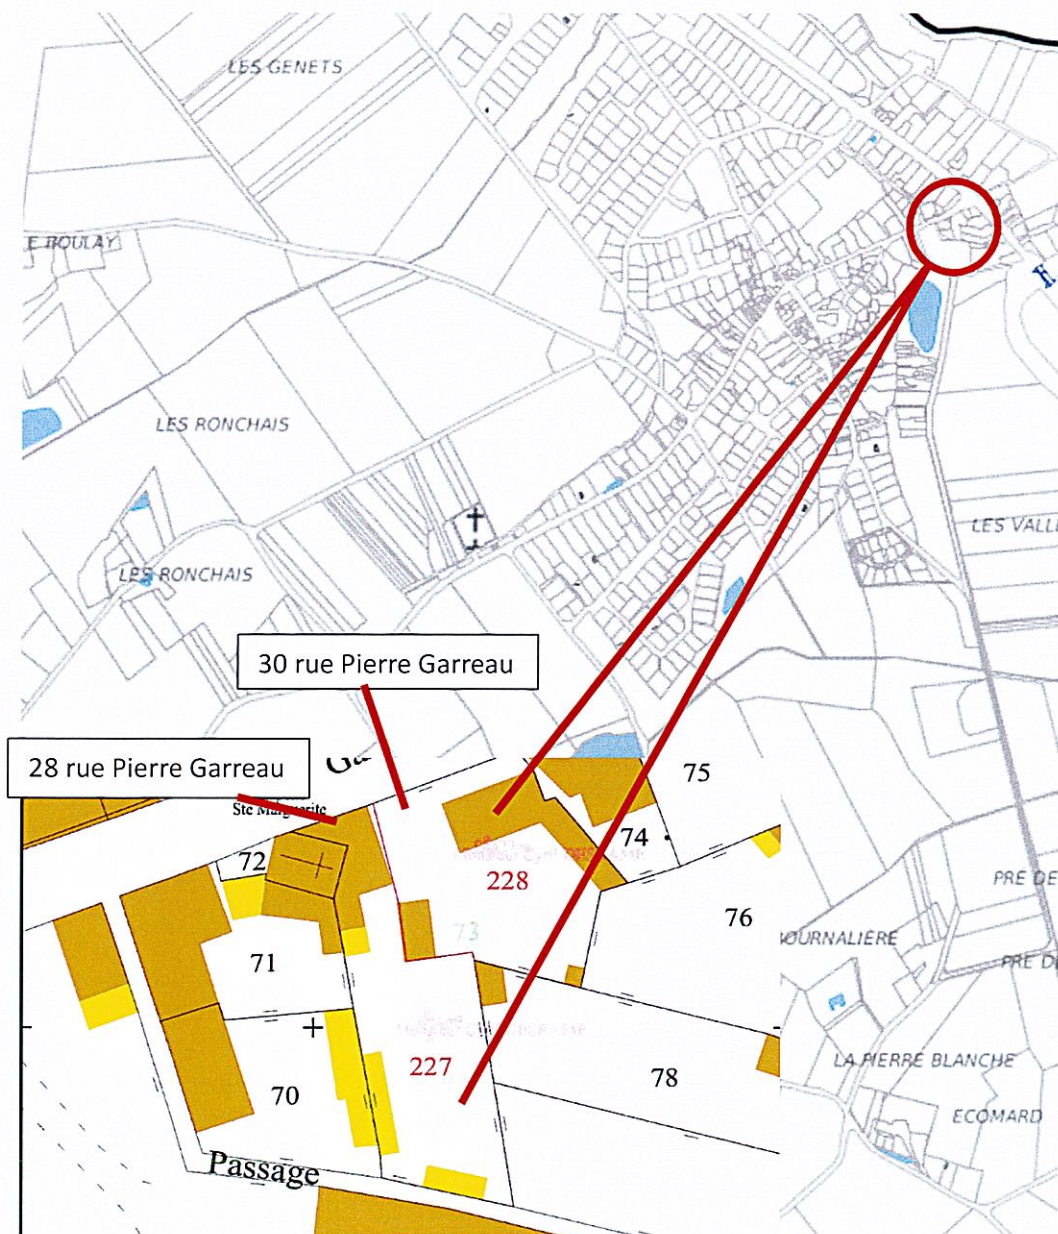 LES GENETS
E BOULAY
LES RONCHAIS
LES RONCHAIS
LES VALL
30 rue Pierre Garreau
28 rue Pierre Garreau
Ga
Ste Marguerite
75
74
72
228
76
PRE DE
73
OURNALIÈRE
PRE D
71
227
78
LA PIERRE BLANCHE
70
ECOMARD
Passage